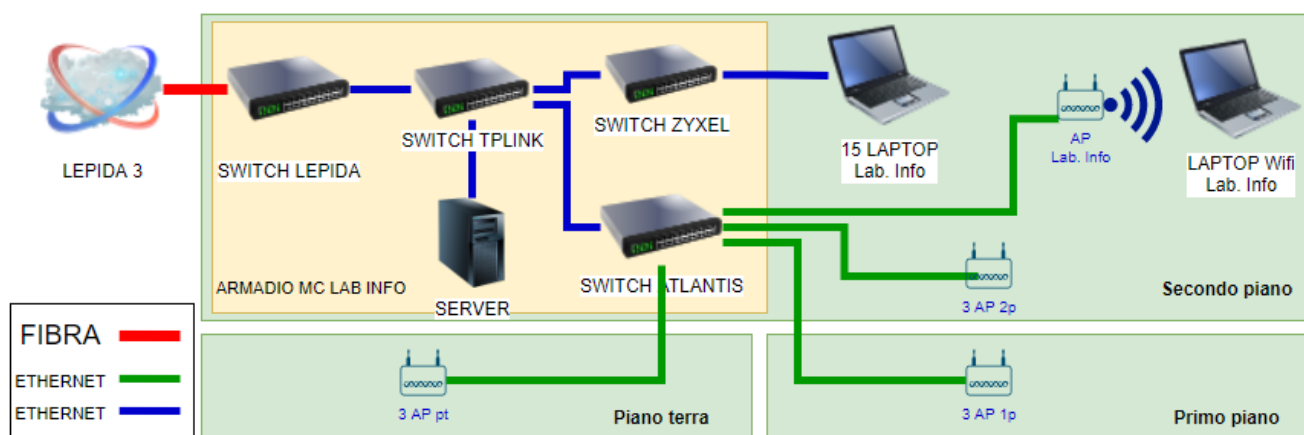 LEPIDA 3
SWITCH LEPIDA
SWITCH TPLINK
SWITCH ZYXEL
15 LAPTOP
Lab. Info
AP
Lab. Info
LAPTOP Wifi
Lab. Info
ARMADIO MC LAB INFO
SERVER
SWITCH ATLANTIS
3 AP 2p
Secondo piano
FIBRA
ETHERNET
ETHERNET
3 AP pt
Piano terra
3 AP 1p
Primo piano